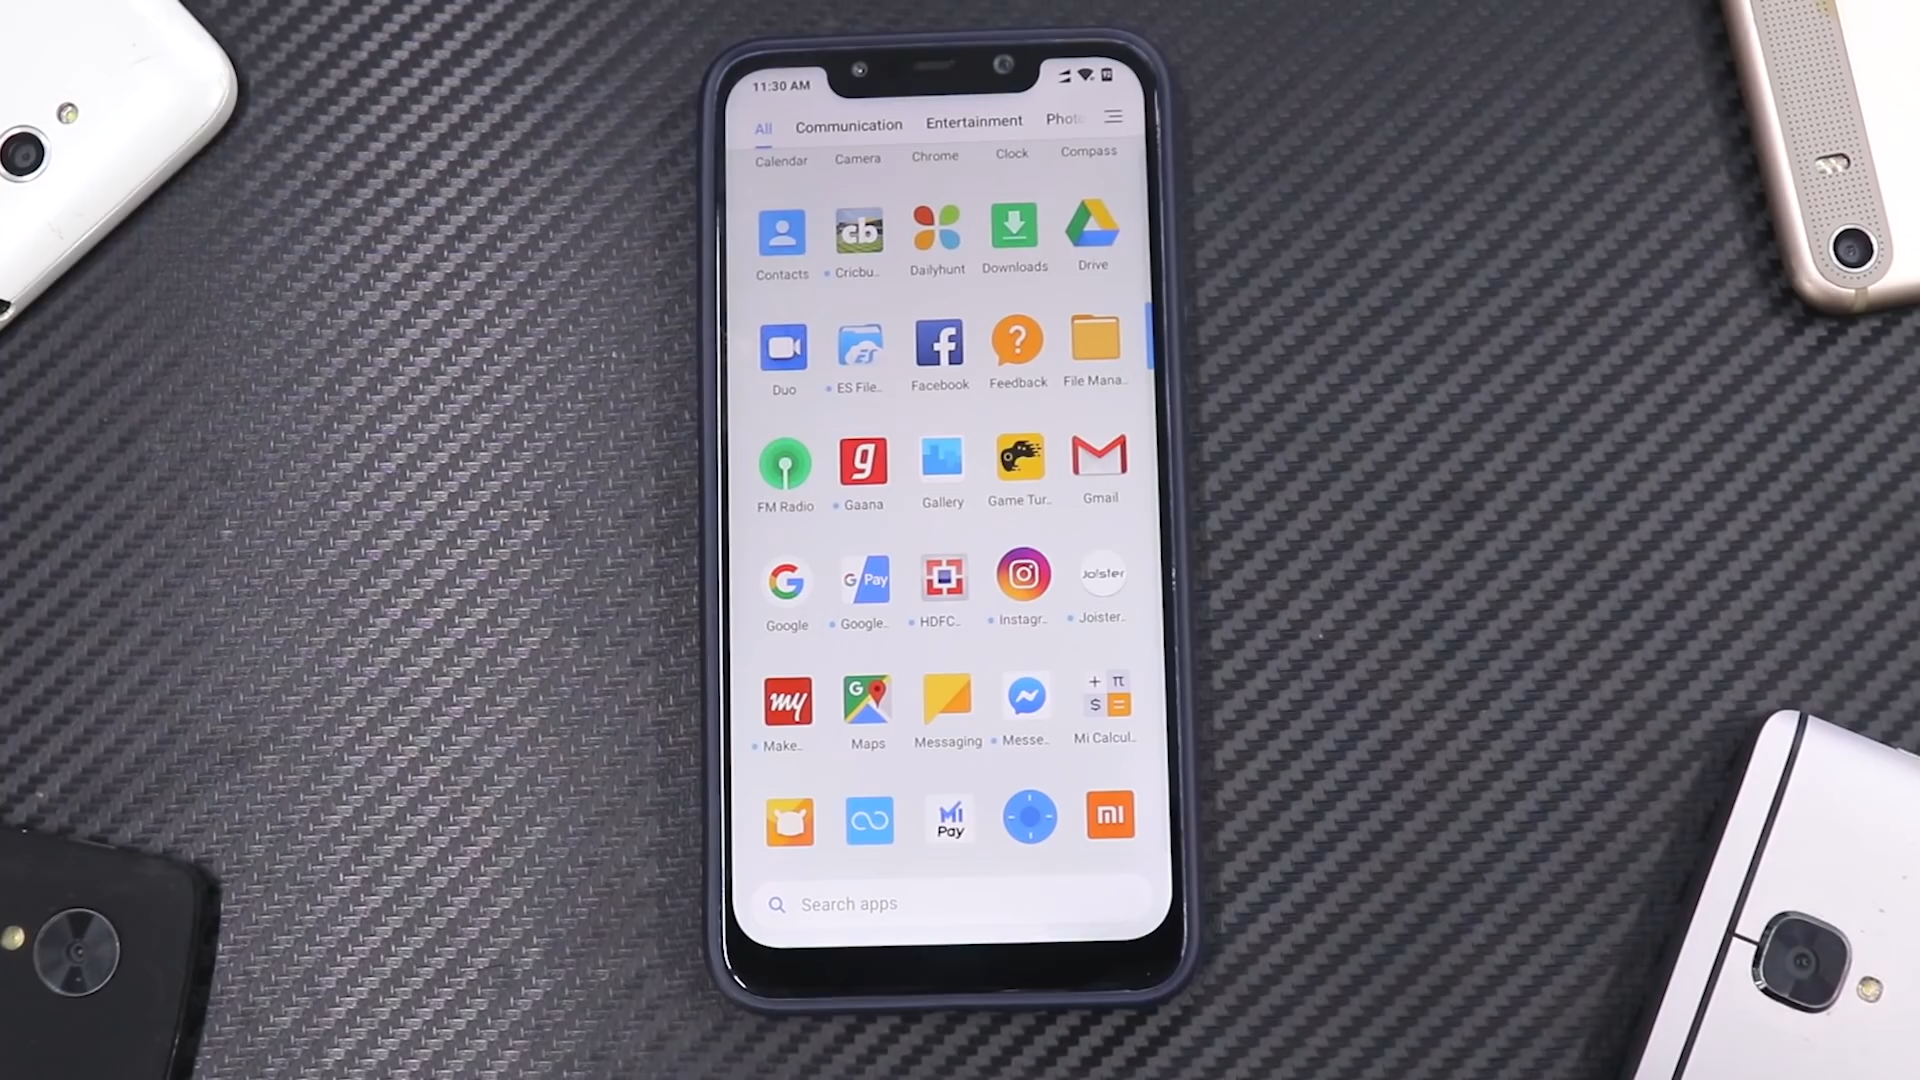 11:30 AM
All Communication Entertainment Photo
Calendar Camera Chrome Clock Compass
cb
Contacts Cricbu.. Dailyhunt Downloads Drive
ES
Duo ES File.. Facebook Feedback File Mana..
g
FM Radio Gaana Gallery Game Tur.. Gmail
G Pay Joister
Google Google.. HDFC.. Instagr.. Joister..
my G + π $ =
Make.. Maps Messaging Messe.. Mi Calcul..
Mi Pay mi
Search apps